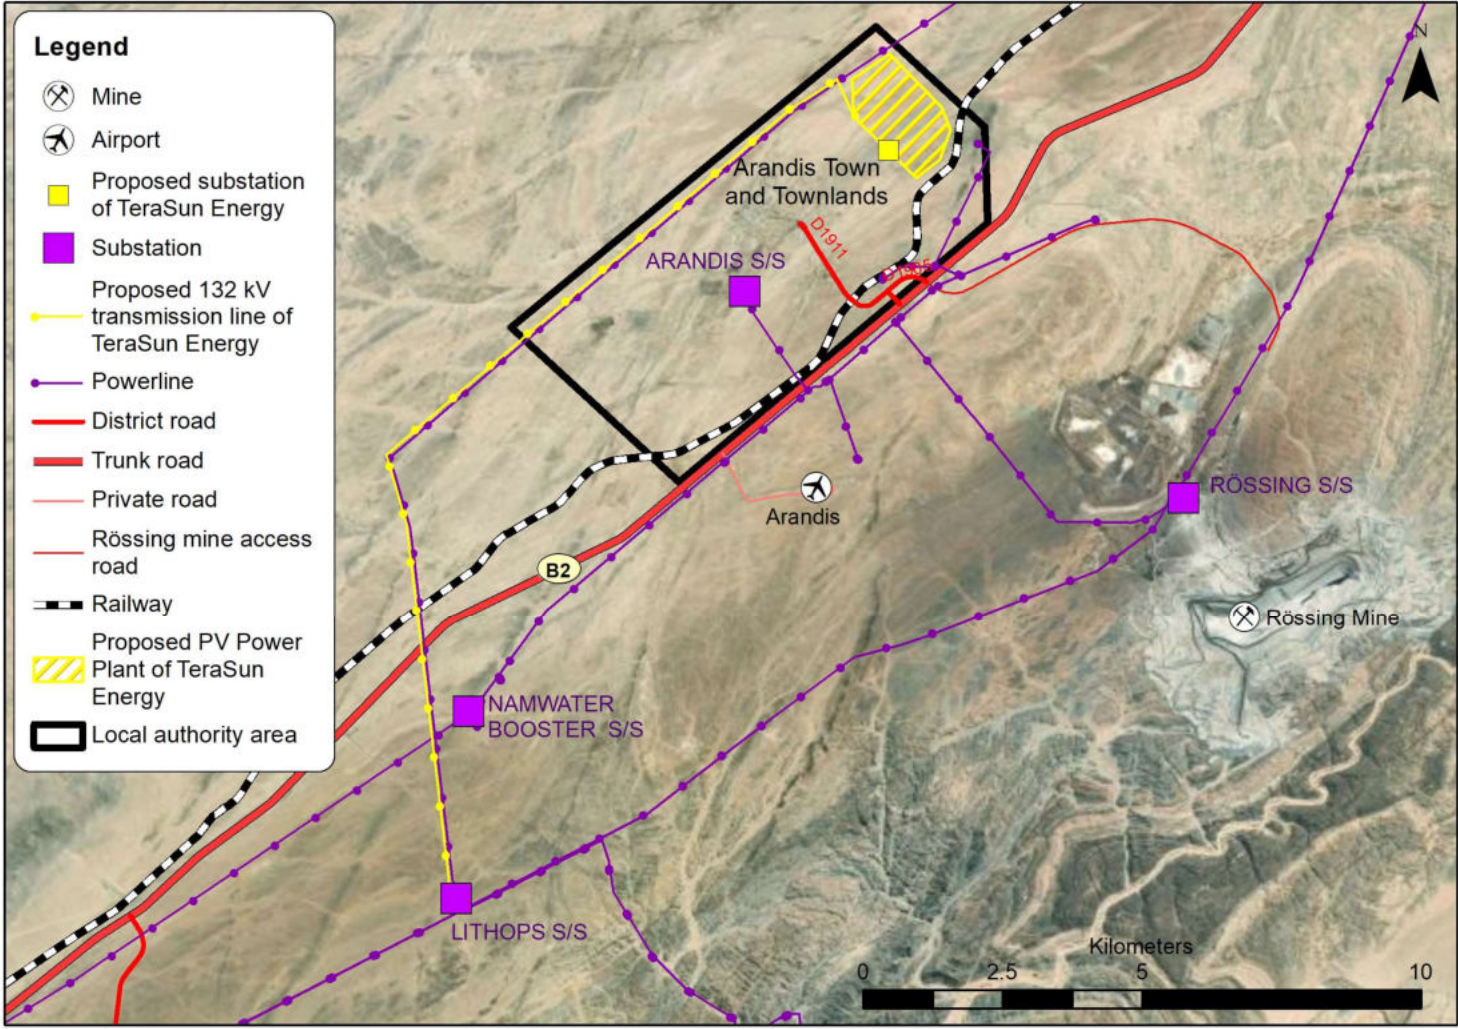 Legend
Mine
Airport
Proposed substation
of TeraSun Energy
Substation
Proposed 132 kV
transmission line of
TeraSun Energy
Powerline
District road
Trunk road
Private road
Rössing mine access
road
Railway
Proposed PV Power
Plant of TeraSun
Energy
Local authority area
N
Arandis Town
and Townlands
D1911
ARANDIS S/S
RÖSSING S/S
Arandis
B2
Rössing Mine
NAMWATER
BOOSTER S/S
LITHOPS S/S
Kilometers
0 2.5 5 10